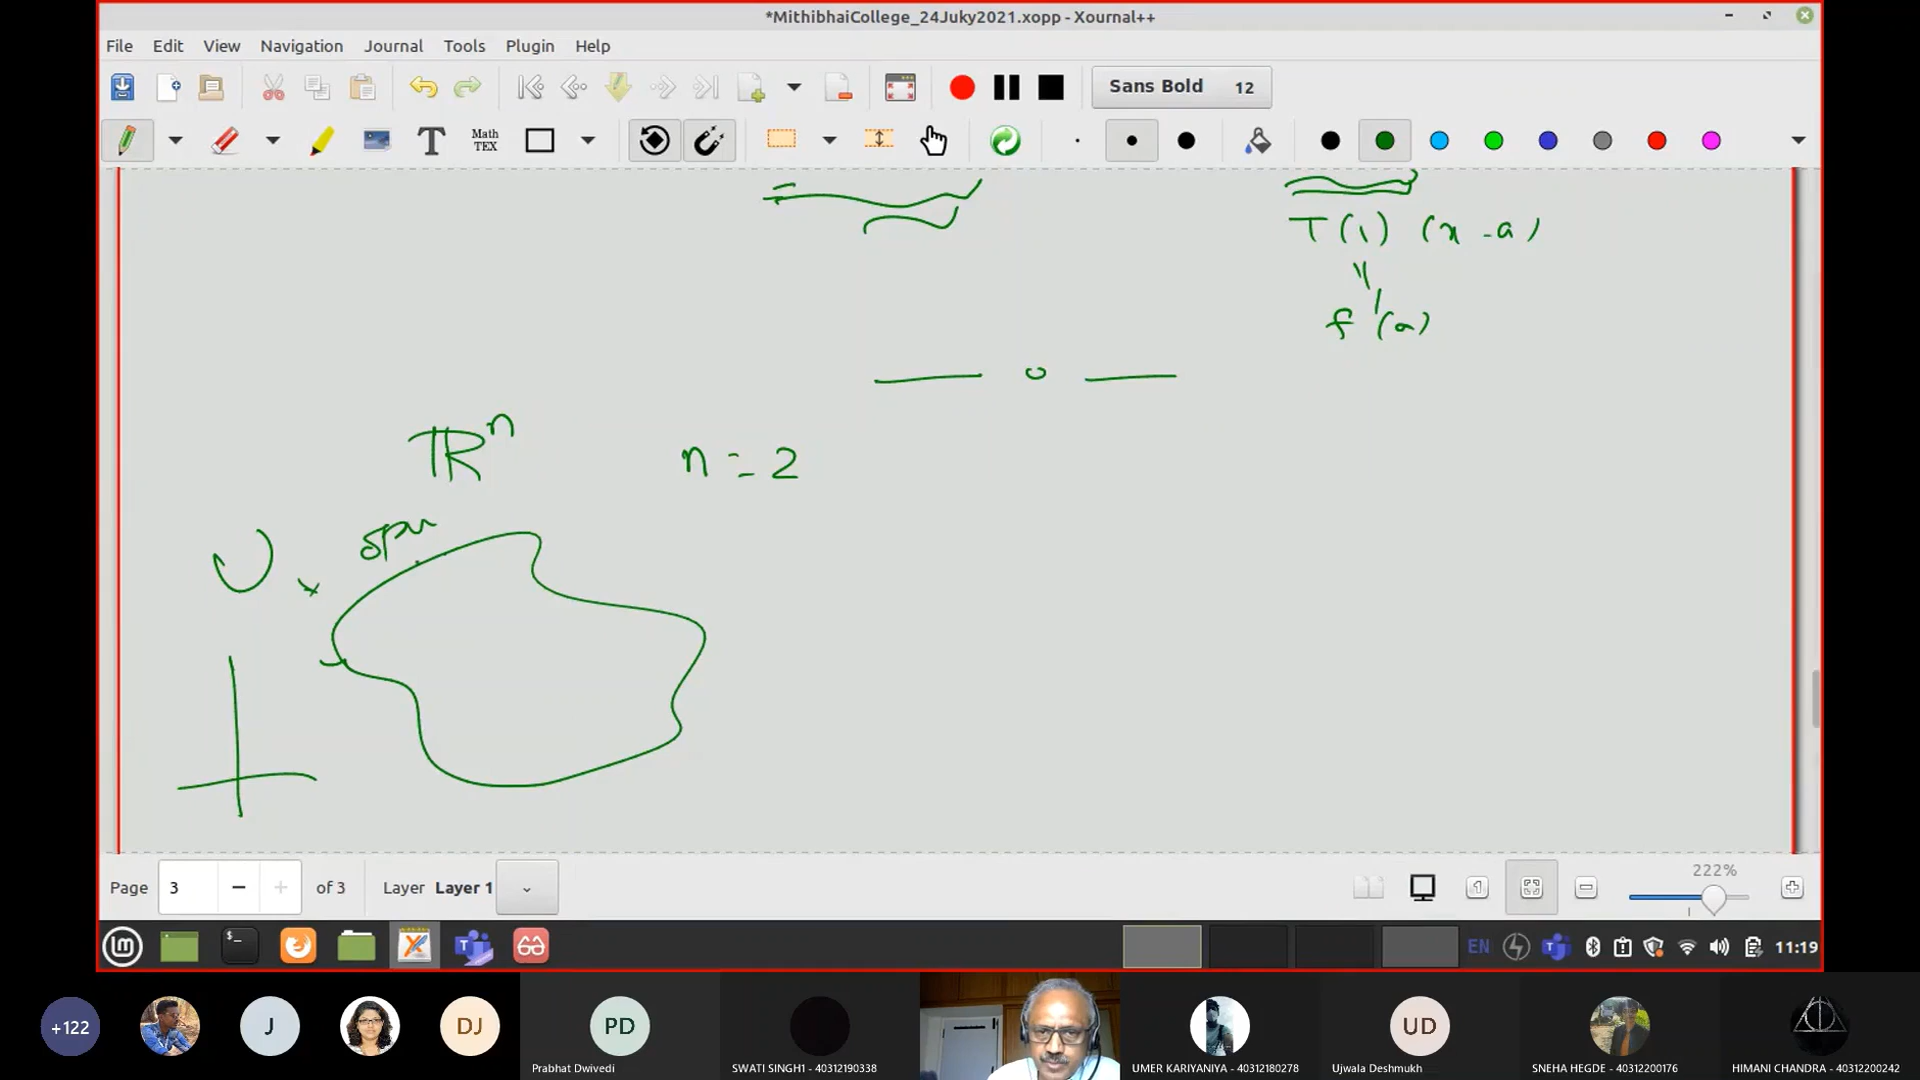 *MithibhaiCollege_24Juky2021.xopp - Xournal++
File Edit View Navigation Journal Tools Plugin Help
Sans Bold 12
T Math TEX
T(1) (x - a)
||
f'(a)
— o —
ℝⁿ n = 2
U open
222%
Page 3 of 3 Layer Layer 1
EN 11:19
+122 J DJ PD UD
Prabhat Dwivedi SWATI SINGH1 - 40312190338 UMER KARIYANIYA - 40312180278 Ujwala Deshmukh SNEHA HEGDE - 40312200176 HIMANI CHANDRA - 40312200242